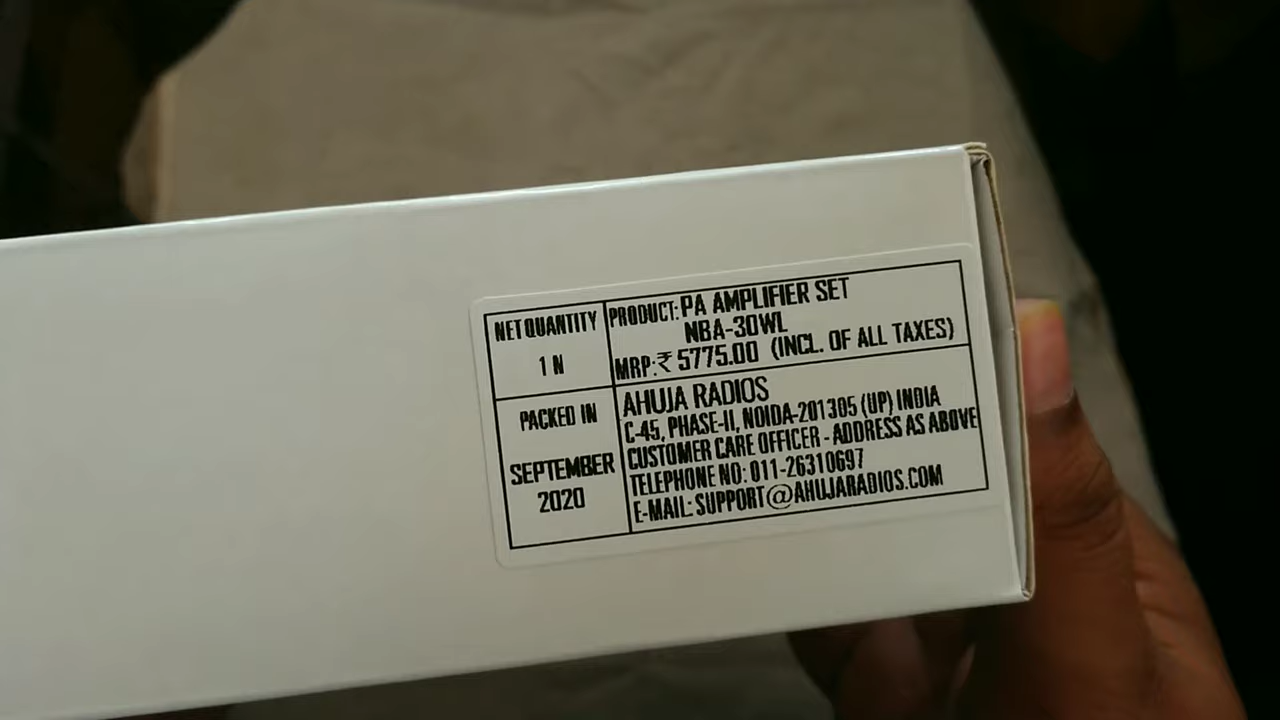 NET QUANTITY
1 N
PRODUCT: PA AMPLIFIER SET
NBA-30WL
MRP:₹ 5775.00 (INCL. OF ALL TAXES)
PACKED IN
SEPTEMBER
2020
AHUJA RADIOS
C-45, PHASE-II, NOIDA-201305 (UP) INDIA
CUSTOMER CARE OFFICER - ADDRESS AS ABOVE
TELEPHONE NO: 011-26310697
E-MAIL: SUPPORT@AHUJARADIOS.COM